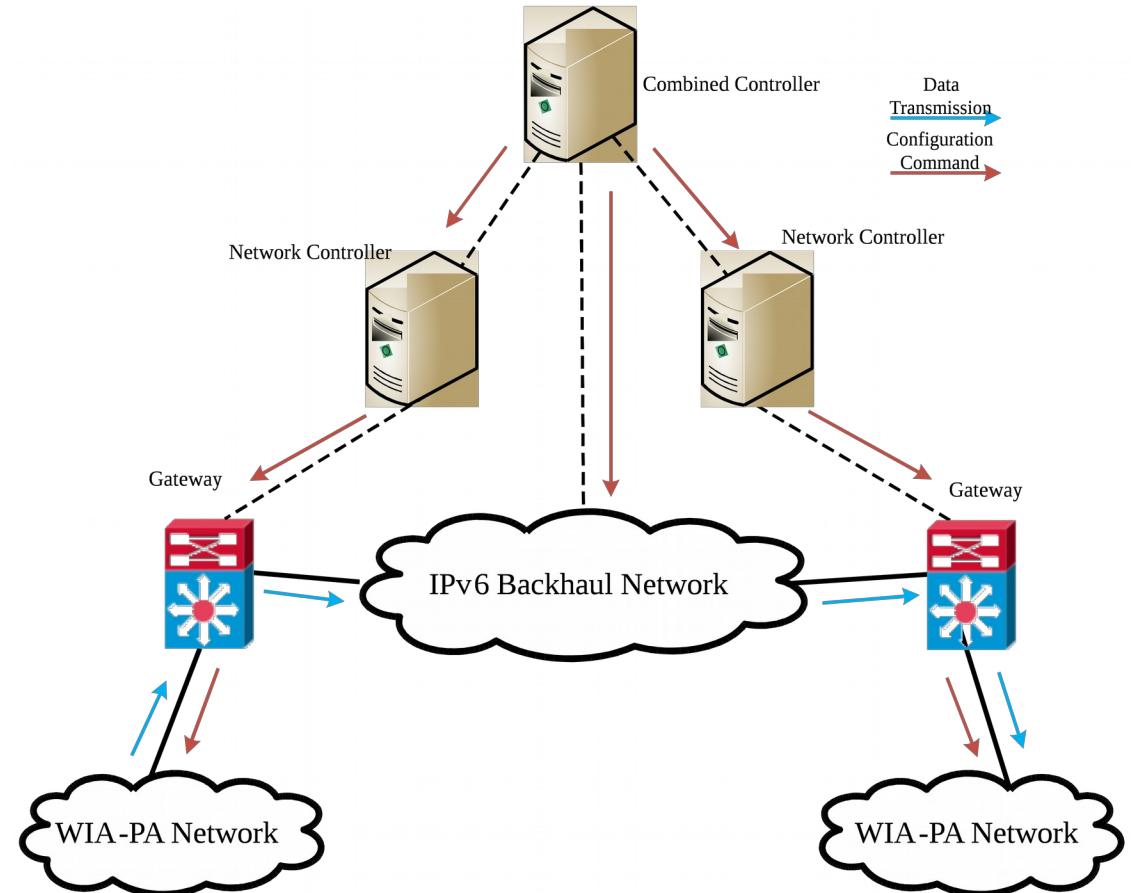 Combined Controller
Data
Transmission
Configuration
Command
Network Controller
Network Controller
Gateway
Gateway
IPv6 Backhaul Network
WIA-PA Network
WIA-PA Network